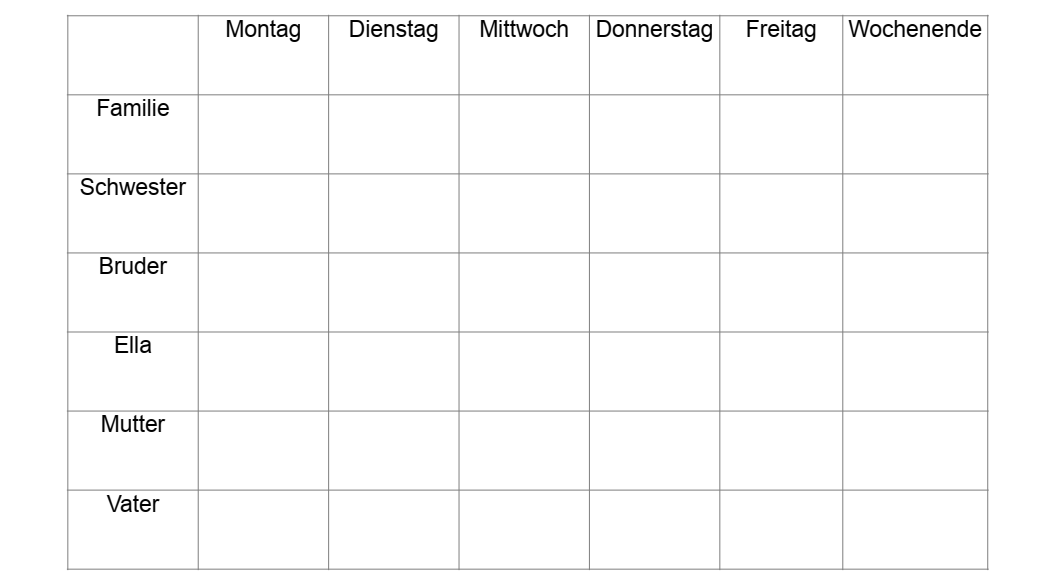 Montag Dienstag Mittwoch Donnerstag Freitag Wochenende
Familie
Schwester
Bruder
Ella
Mutter
Vater